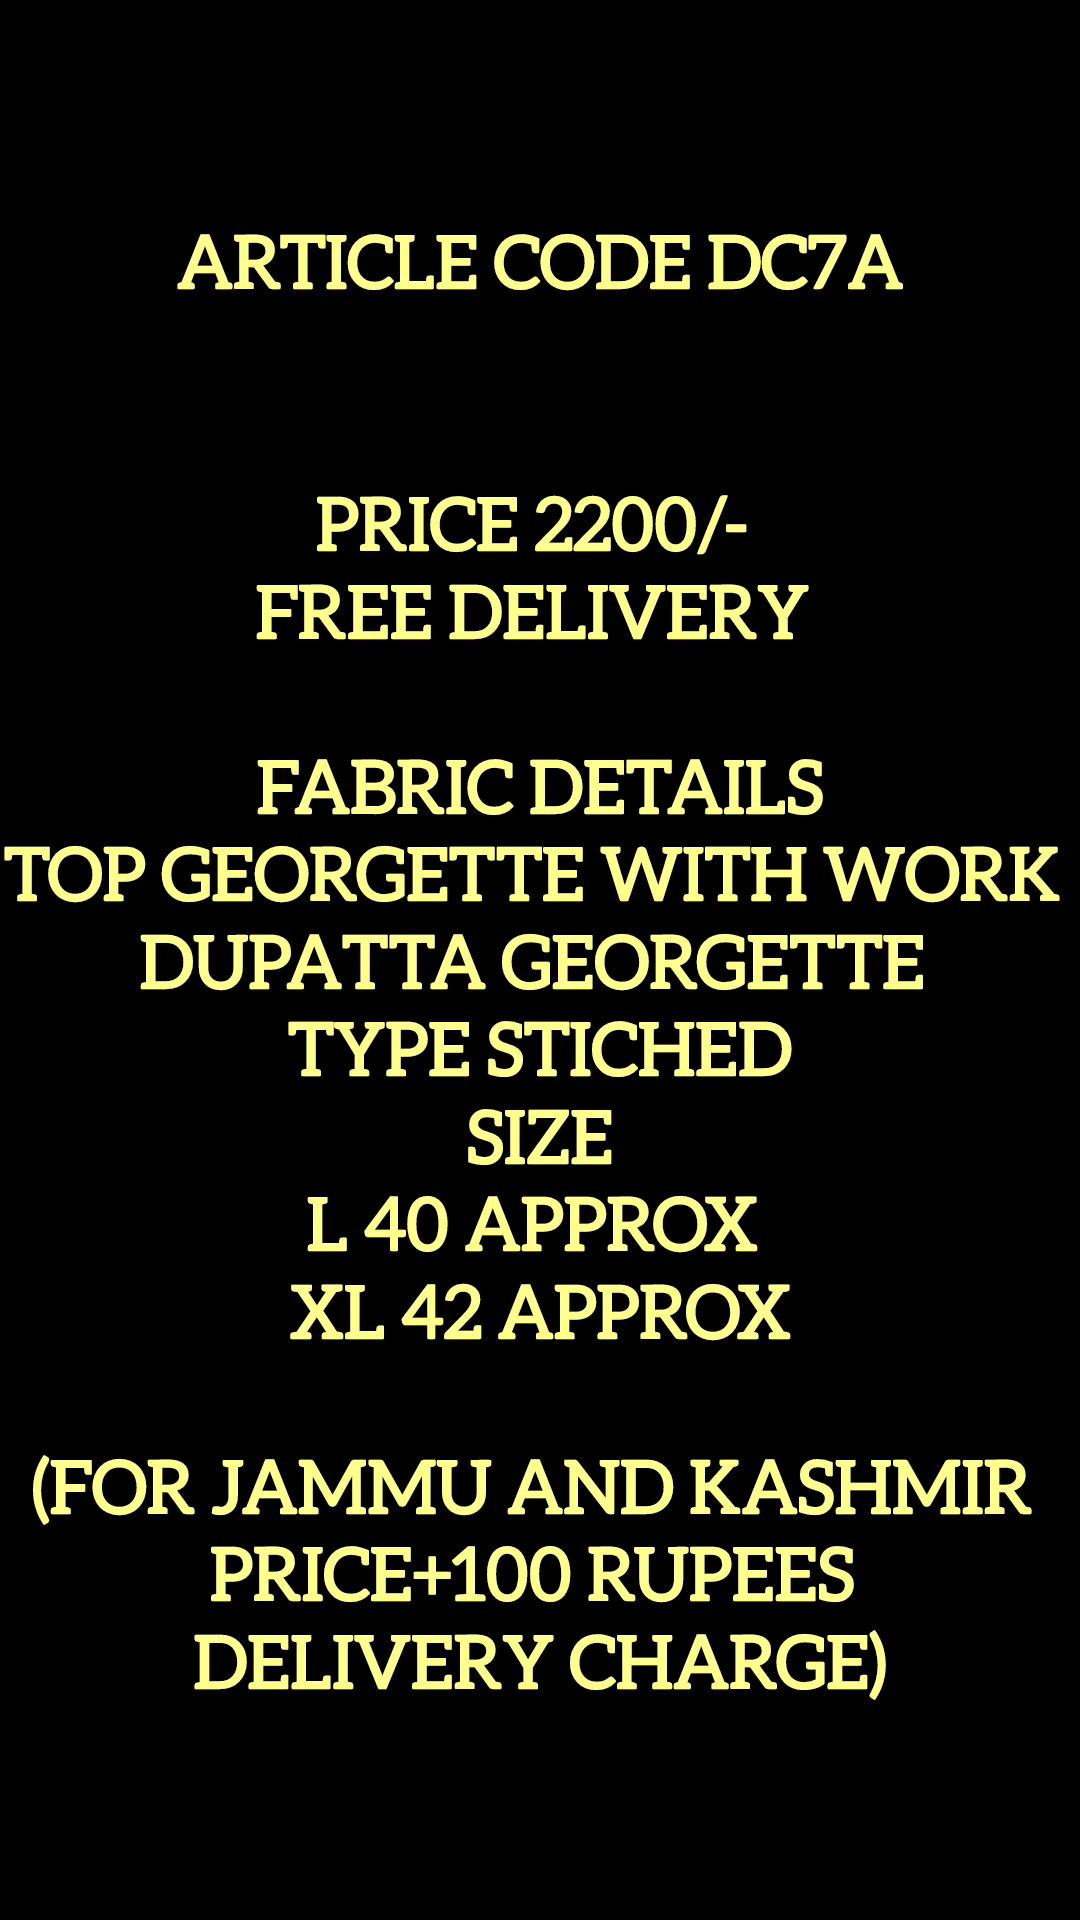 ARTICLE CODE DC7A
PRICE 2200/-
FREE DELIVERY
FABRIC DETAILS
TOP GEORGETTE WITH WORK
DUPATTA GEORGETTE
TYPE STICHED
SIZE
L 40 APPROX
XL 42 APPROX
(FOR JAMMU AND KASHMIR
PRICE+100 RUPEES
DELIVERY CHARGE)